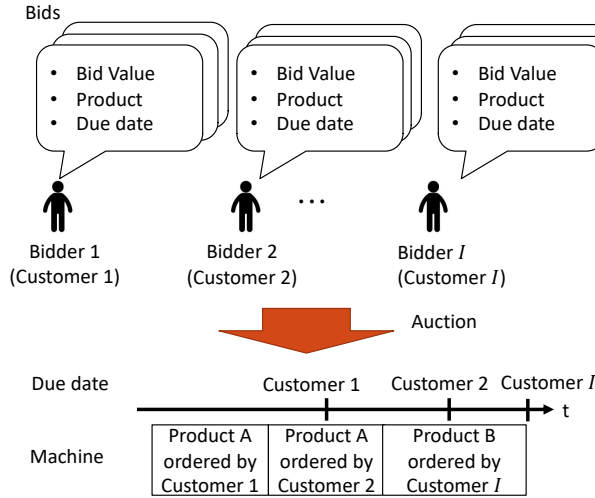 Bids
• Bid Value
• Product
• Due date
• Bid Value
• Product
• Due date
• Bid Value
• Product
• Due date
...
Bidder 1
(Customer 1)
Bidder 2
(Customer 2)
Bidder I
(Customer I)
Auction
Due date
Customer 1
Customer 2
Customer I
t
Machine
Product A
ordered by
Customer 1
Product A
ordered by
Customer 2
Product B
ordered by
Customer I